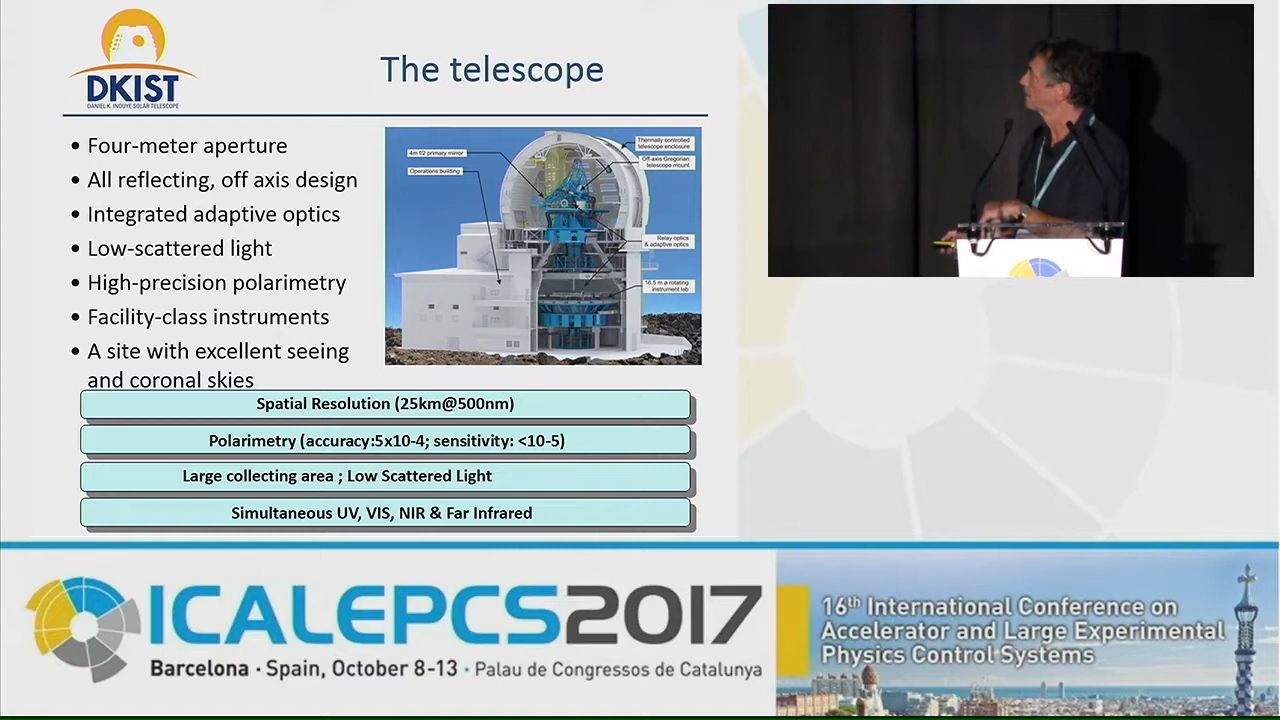 DKIST
DANIEL K. INOUYE SOLAR TELESCOPE
The telescope
• Four-meter aperture
• All reflecting, off axis design
• Integrated adaptive optics
• Low-scattered light
• High-precision polarimetry
• Facility-class instruments
• A site with excellent seeing
and coronal skies
4m f/2 primary mirror
Operations building
Thermally controlled
telescope enclosure
Off-axis Gregorian
telescope mount
Relay optics
& adaptive optics
16.5 m ø rotating
instrument lab
Spatial Resolution (25km@500nm)
Polarimetry (accuracy:5x10-4; sensitivity: <10-5)
Large collecting area ; Low Scattered Light
Simultaneous UV, VIS, NIR & Far Infrared
ICALEPCS2017
Barcelona · Spain, October 8-13 · Palau de Congressos de Catalunya
16th International Conference on
Accelerator and Large Experimental
Physics Control Systems